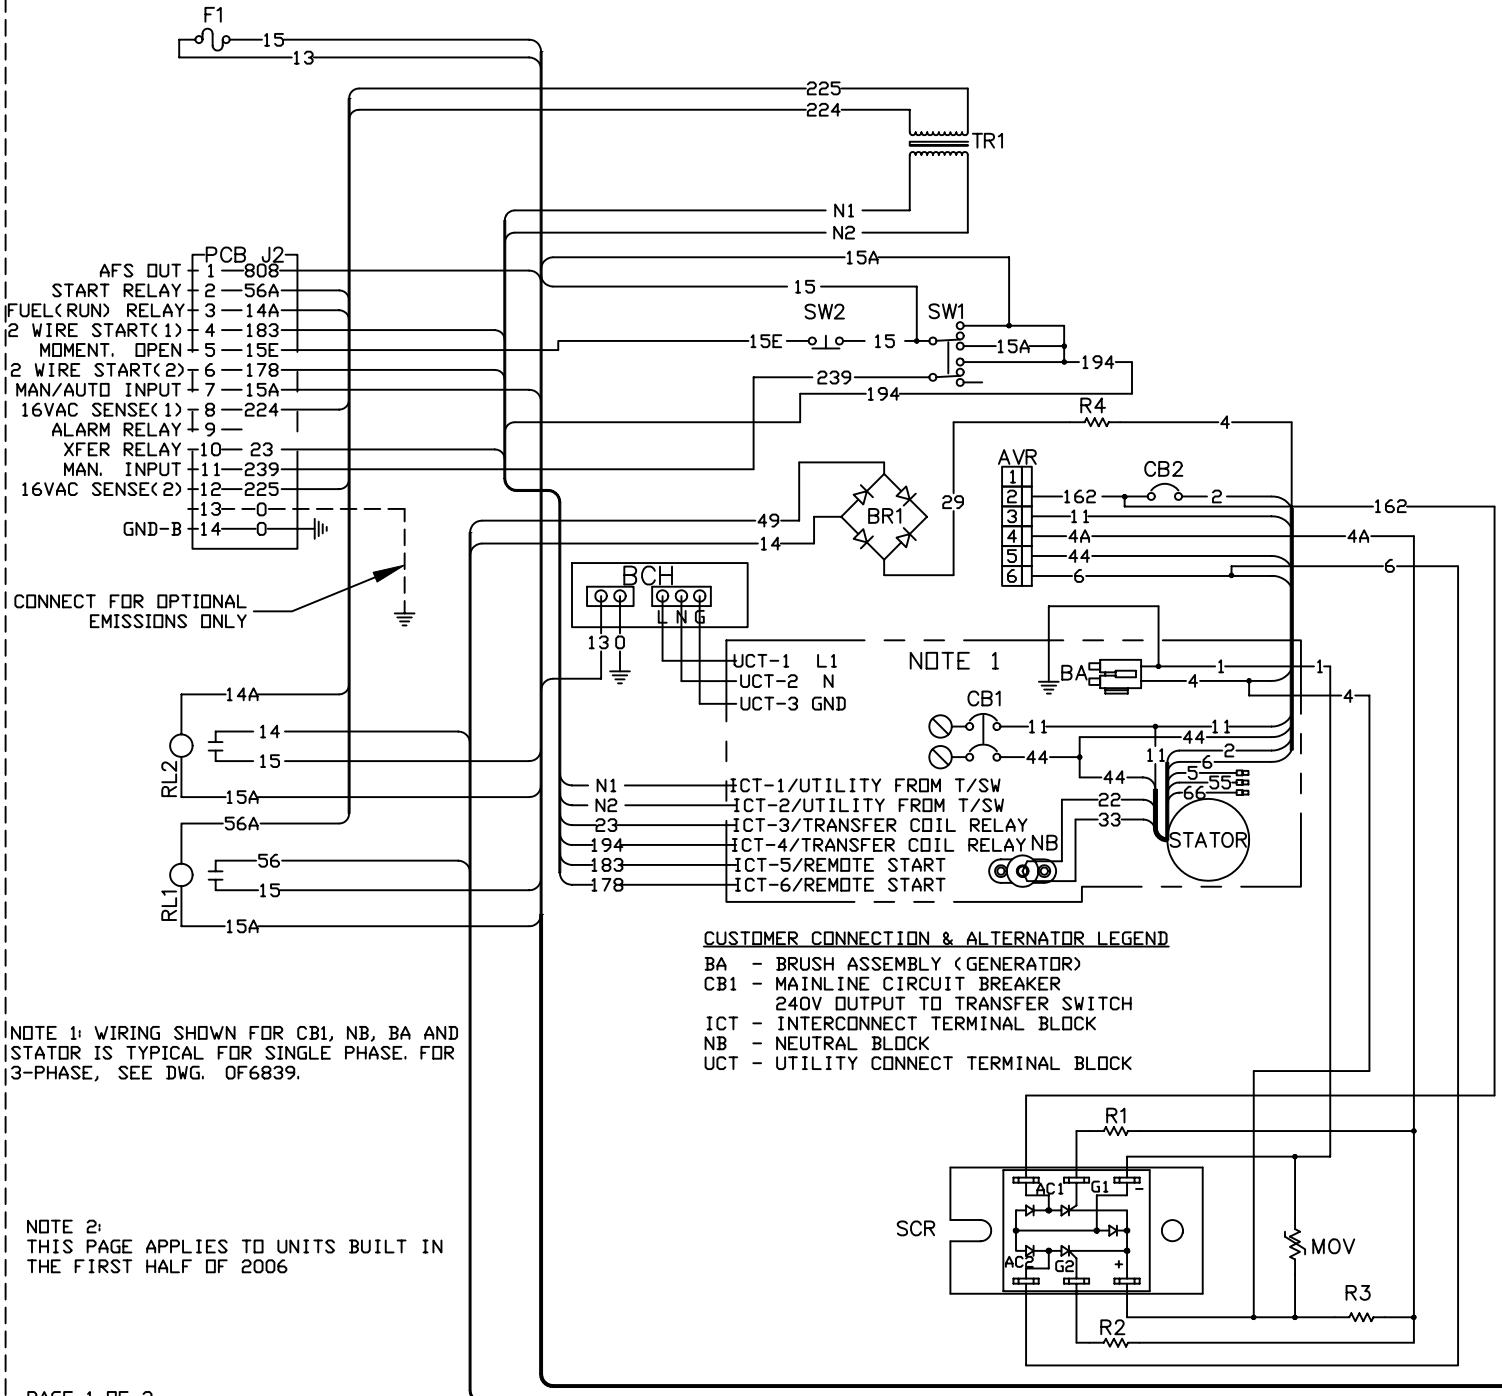 F1
15
13
225
224
TR1
N1
N2
15A
15
SW2
SW1
15E
15
15A
194
239
194
PCB J2
AFS OUT 1 808
START RELAY 2 56A
FUEL(RUN) RELAY 3 14A
2 WIRE START(1) 4 183
MOMENT. OPEN 5 15E
2 WIRE START(2) 6 178
MAN/AUTO INPUT 7 15A
16VAC SENSE(1) 8 224
ALARM RELAY 9
XFER RELAY 10 23
MAN. INPUT 11 239
16VAC SENSE(2) 12 225
13 0
GND-B 14 0
CONNECT FOR OPTIONAL
EMISSIONS ONLY
R4
4
AVR
1
2 162
3 11
4 4A
5 44
6 6
CB2
2
162
4A
6
29
BR1
49
14
BCH
L N G
13 0
UCT-1 L1
UCT-2 N
UCT-3 GND
NOTE 1
BA
1
1
4
4
CB1
11
11
44
44
2
11
6
5
44
55
66
22
33
STATOR
NB
N1 ICT-1/UTILITY FROM T/SW
N2 ICT-2/UTILITY FROM T/SW
23 ICT-3/TRANSFER COIL RELAY
194 ICT-4/TRANSFER COIL RELAY
183 ICT-5/REMOTE START
178 ICT-6/REMOTE START
14A
14
15
RL2
15A
56A
56
15
RL1
15A
CUSTOMER CONNECTION & ALTERNATOR LEGEND
BA - BRUSH ASSEMBLY (GENERATOR)
CB1 - MAINLINE CIRCUIT BREAKER
240V OUTPUT TO TRANSFER SWITCH
ICT - INTERCONNECT TERMINAL BLOCK
NB - NEUTRAL BLOCK
UCT - UTILITY CONNECT TERMINAL BLOCK
NOTE 1: WIRING SHOWN FOR CB1, NB, BA AND
STATOR IS TYPICAL FOR SINGLE PHASE. FOR
3-PHASE, SEE DWG. 0F6839.
R1
AC1
G1
-
SCR
AC2
G2
+
MOV
R3
R2
NOTE 2:
THIS PAGE APPLIES TO UNITS BUILT IN
THE FIRST HALF OF 2006